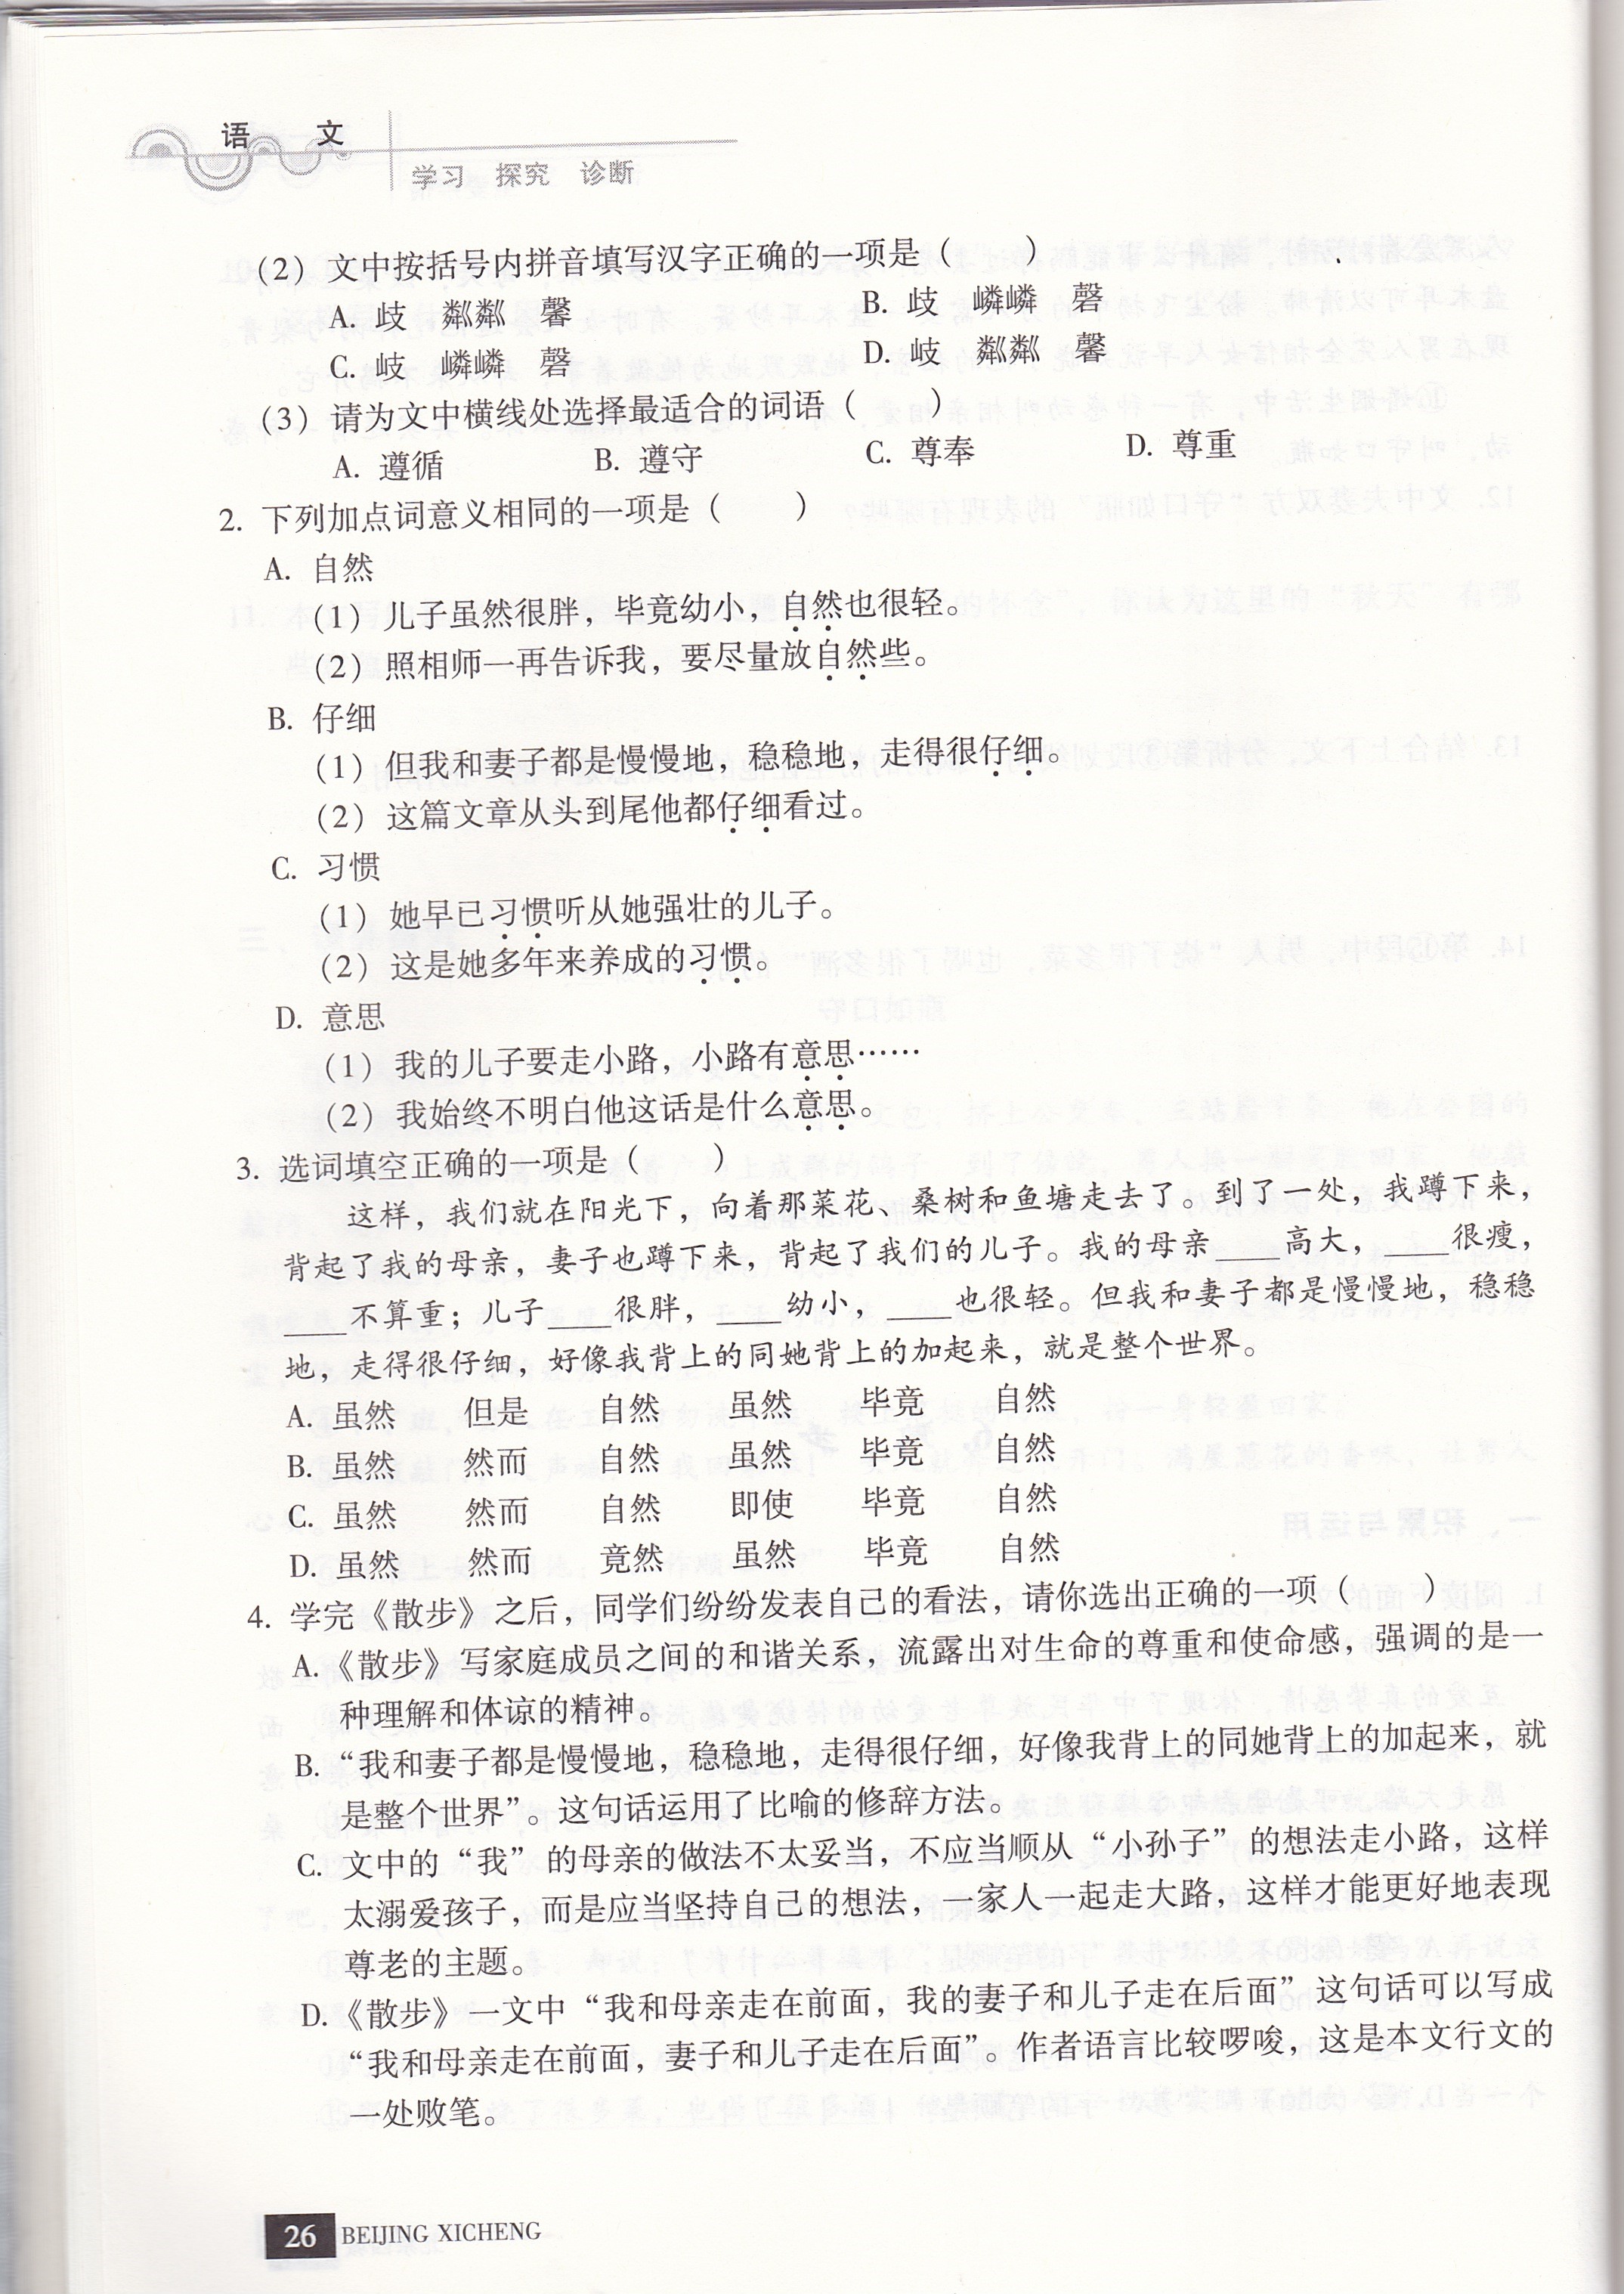 语 文
学习 探究 诊断
（2）文中按括号内拼音填写汉字正确的一项是（　　）
A. 歧 粼粼 馨 B. 歧 嶙嶙 磬
C. 岐 嶙嶙 磬 D. 岐 粼粼 馨
（3）请为文中横线处选择最适合的词语（　　）
A. 遵循 B. 遵守 C. 尊奉 D. 尊重
2. 下列加点词意义相同的一项是（　　）
A. 自然
（1）儿子虽然很胖，毕竟幼小，自然也很轻。
（2）照相师一再告诉我，要尽量放自然些。
B. 仔细
（1）但我和妻子都是慢慢地，稳稳地，走得很仔细。
（2）这篇文章从头到尾他都仔细看过。
C. 习惯
（1）她早已习惯听从她强壮的儿子。
（2）这是她多年来养成的习惯。
D. 意思
（1）我的儿子要走小路，小路有意思……
（2）我始终不明白他这话是什么意思。
3. 选词填空正确的一项是（　　）
这样，我们就在阳光下，向着那菜花、桑树和鱼塘走去了。到了一处，我蹲下来，
背起了我的母亲，妻子也蹲下来，背起了我们的儿子。我的母亲____高大，____很瘦，
____不算重；儿子____很胖，____幼小，____也很轻。但我和妻子都是慢慢地，稳稳
地，走得很仔细，好像我背上的同她背上的加起来，就是整个世界。
A. 虽然 但是 自然 虽然 毕竟 自然
B. 虽然 然而 自然 虽然 毕竟 自然
C. 虽然 然而 自然 即使 毕竟 自然
D. 虽然 然而 竟然 虽然 毕竟 自然
4. 学完《散步》之后，同学们纷纷发表自己的看法，请你选出正确的一项（　　）
A.《散步》写家庭成员之间的和谐关系，流露出对生命的尊重和使命感，强调的是一
种理解和体谅的精神。
B. “我和妻子都是慢慢地，稳稳地，走得很仔细，好像我背上的同她背上的加起来，就
是整个世界”。这句话运用了比喻的修辞方法。
C. 文中的“我”的母亲的做法不太妥当，不应当顺从“小孙子”的想法走小路，这样
太溺爱孩子，而是应当坚持自己的想法，一家人一起走大路，这样才能更好地表现
尊老的主题。
D.《散步》一文中“我和母亲走在前面，我的妻子和儿子走在后面”这句话可以写成
“我和母亲走在前面，妻子和儿子走在后面”。作者语言比较啰唆，这是本文行文的
一处败笔。
26 BEIJING XICHENG